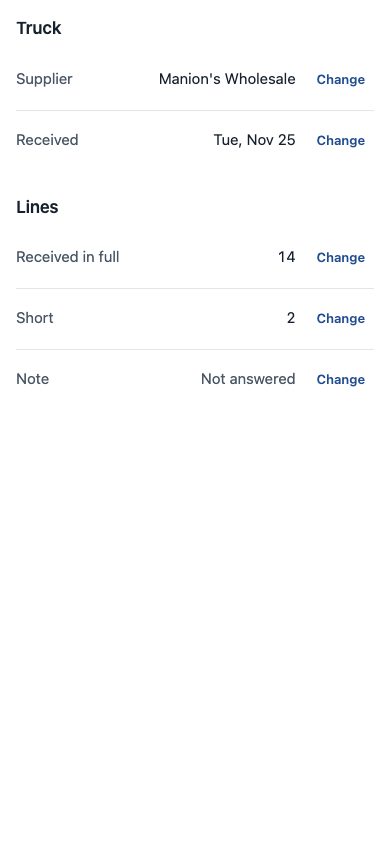 Truck
Supplier Manion's Wholesale Change
Received Tue, Nov 25 Change
Lines
Received in full 14 Change
Short 2 Change
Note Not answered Change